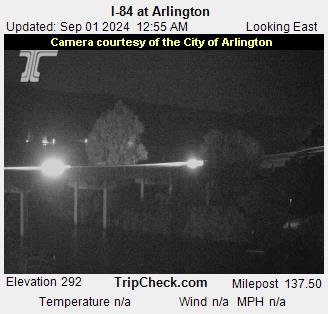 I-84 at Arlington
Updated: Sep 01 2024 12:55 AM Looking East
Camera courtesy of the City of Arlington
Elevation 292 TripCheck.com Milepost 137.50
Temperature n/a Wind n/a MPH n/a